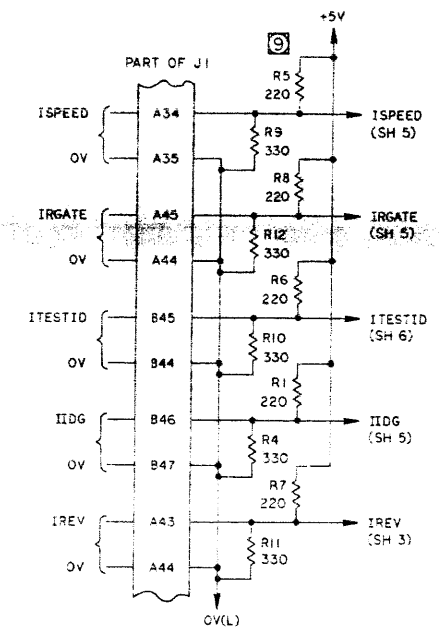 +5V
9
PART OF J1
R5
220
ISPEED
A34
ISPEED
(SH 5)
R9
330
0V
A35
R8
220
IRGATE
A45
IRGATE
(SH 5)
R12
330
0V
A44
R6
220
ITESTID
B45
ITESTID
(SH 6)
R10
330
0V
B44
R1
220
IIDG
B46
IIDG
(SH 5)
R4
330
0V
B47
R7
220
IREV
A43
IREV
(SH 3)
R11
330
0V
A44
0V(L)